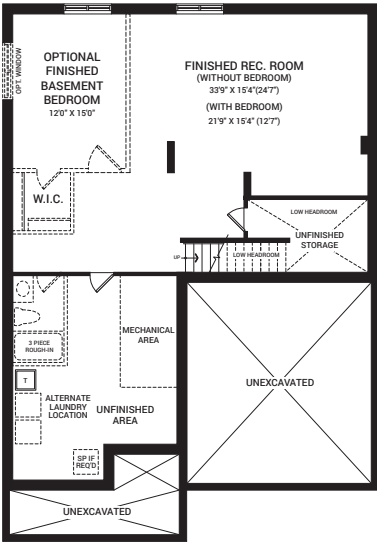 OPT. WINDOW
OPTIONAL
FINISHED
BASEMENT
BEDROOM
12'0" X 15'0"
FINISHED REC. ROOM
(WITHOUT BEDROOM)
33'9" X 15'4"(24'7")
(WITH BEDROOM)
21'9" X 15'4" (12'7")
W.I.C.
LOW HEADROOM
UNFINISHED
STORAGE
UP
LOW HEADROOM
3 PIECE
ROUGH-IN
MECHANICAL
AREA
T
ALTERNATE
LAUNDRY
LOCATION
UNFINISHED
AREA
UNEXCAVATED
SP IF
REQ'D
UNEXCAVATED